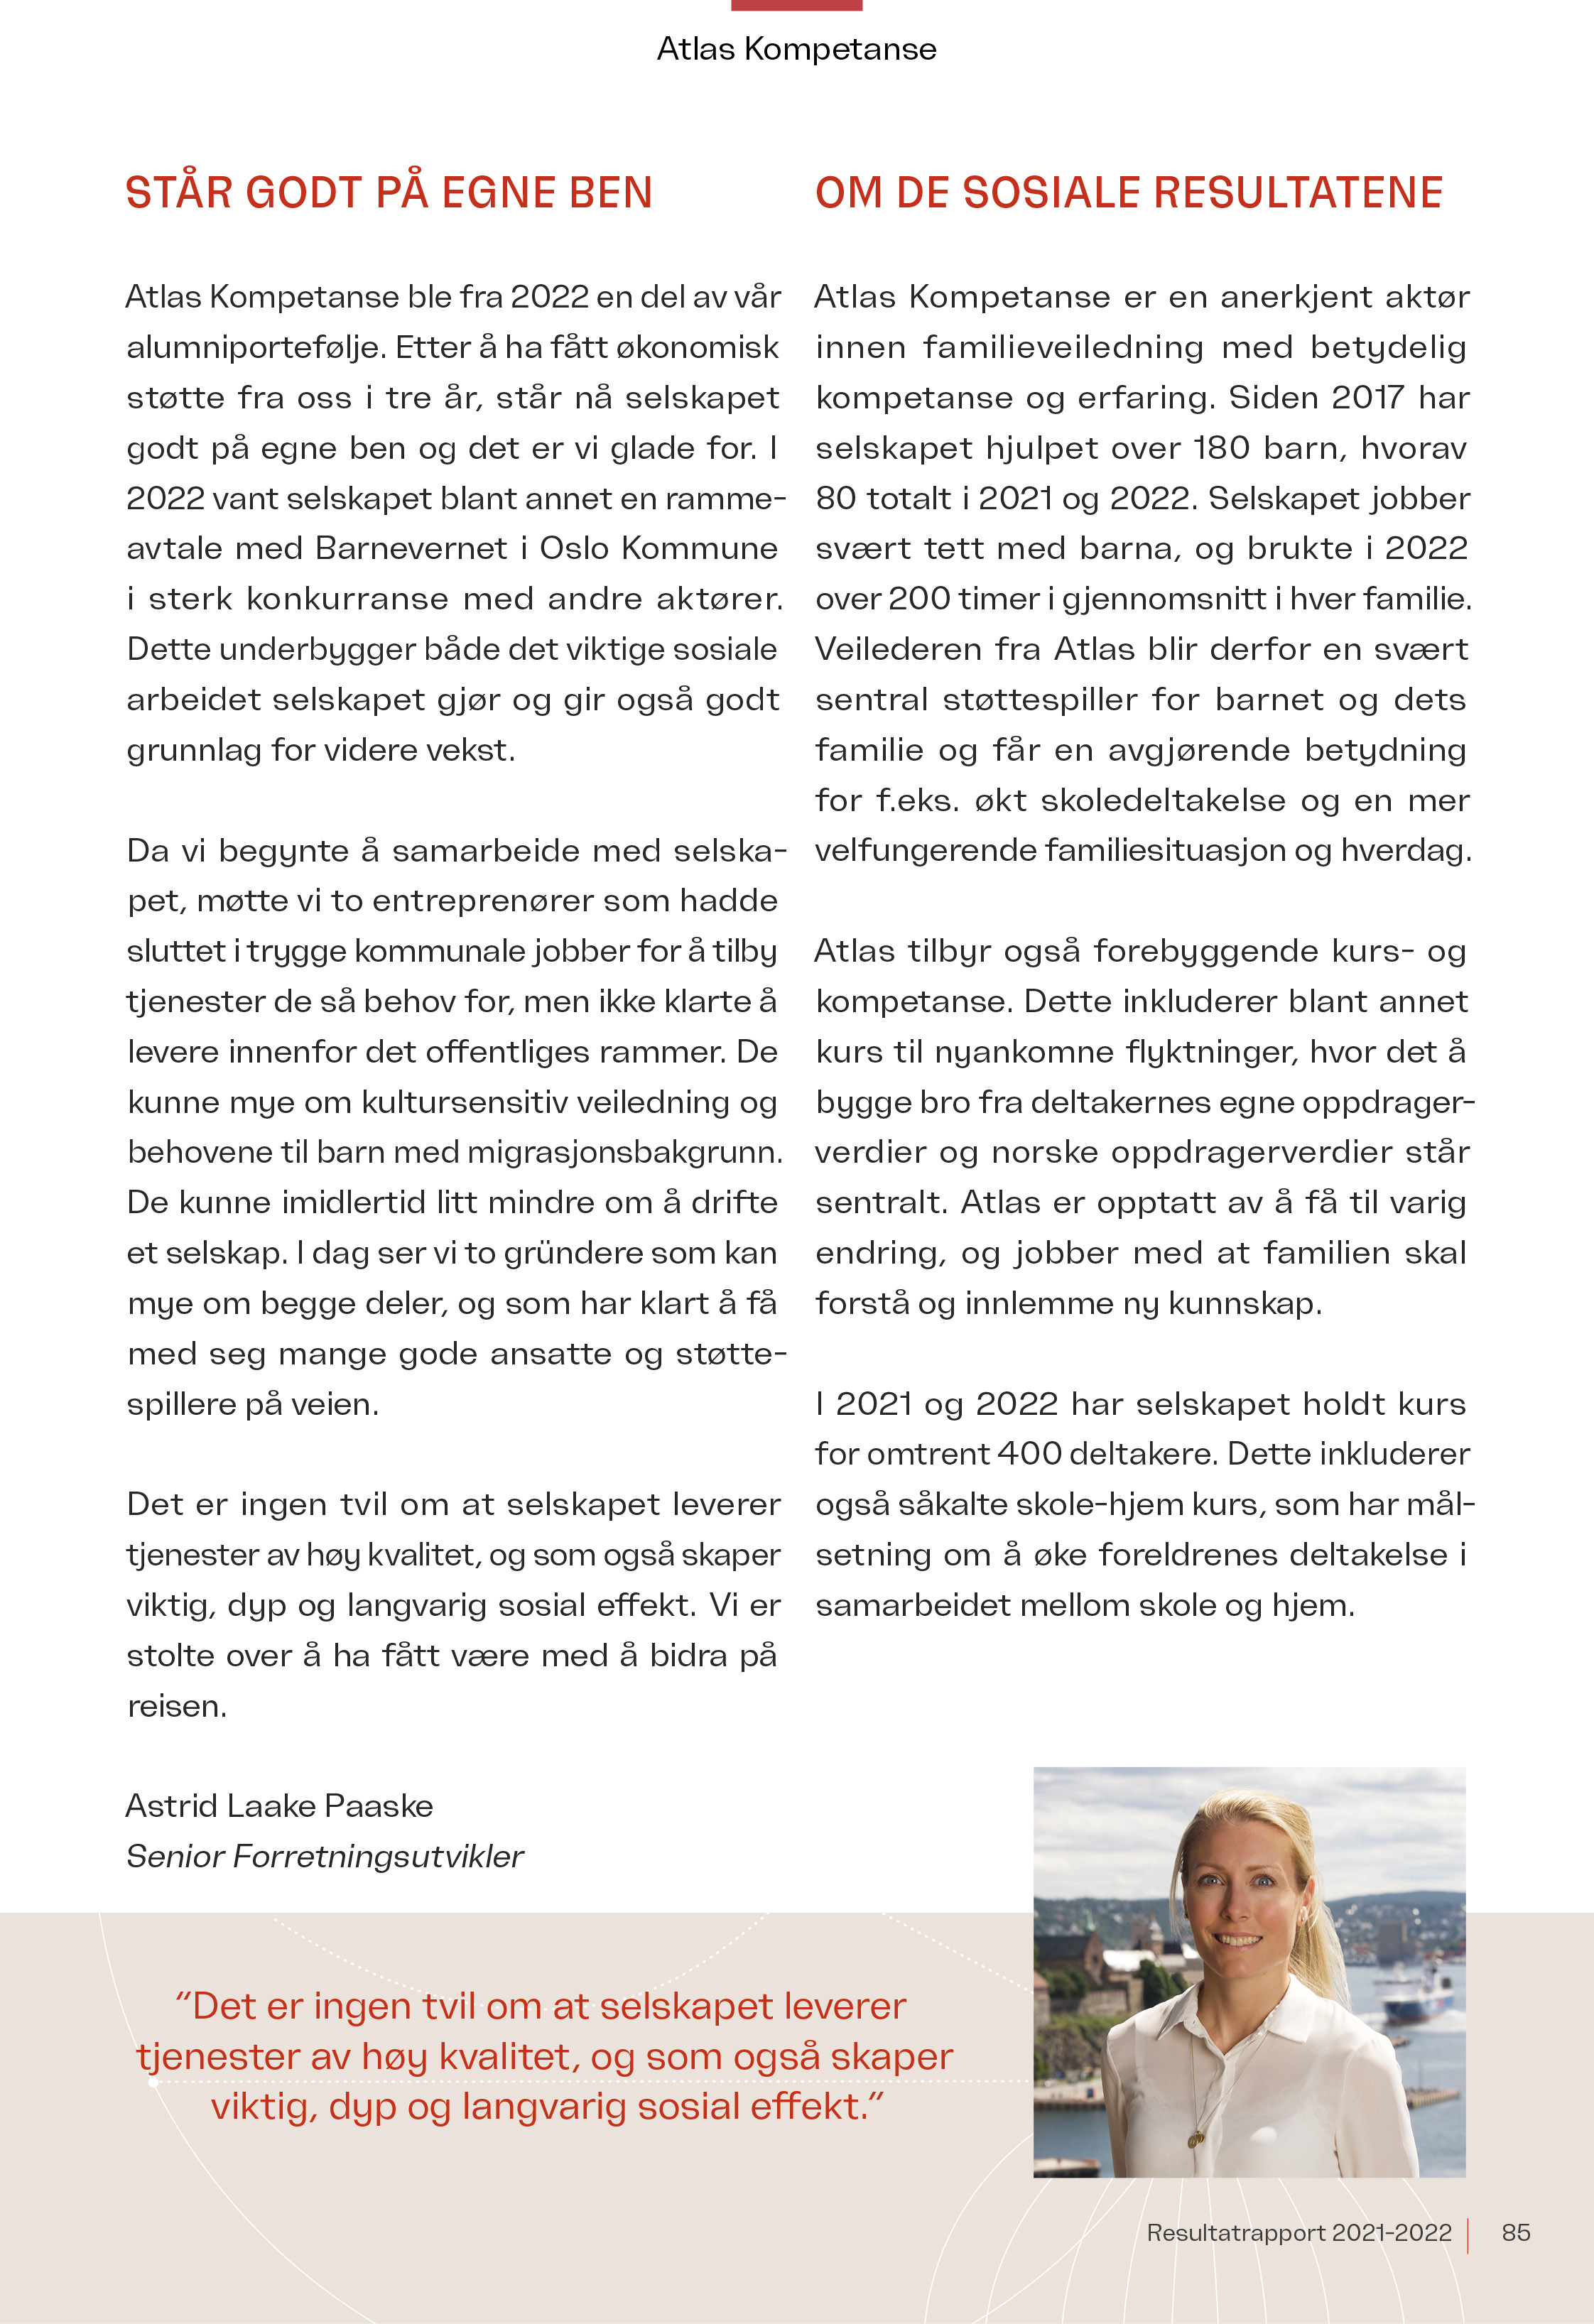 Atlas Kompetanse
STÅR GODT PÅ EGNE BEN
Atlas Kompetanse ble fra 2022 en del av vår
alumniportefølje. Etter å ha fått økonomisk
støtte fra oss i tre år, står nå selskapet
godt på egne ben og det er vi glade for. I
2022 vant selskapet blant annet en ramme-
avtale med Barnevernet i Oslo Kommune
i sterk konkurranse med andre aktører.
Dette underbygger både det viktige sosiale
arbeidet selskapet gjør og gir også godt
grunnlag for videre vekst.
Da vi begynte å samarbeide med selska-
pet, møtte vi to entreprenører som hadde
sluttet i trygge kommunale jobber for å tilby
tjenester de så behov for, men ikke klarte å
levere innenfor det offentliges rammer. De
kunne mye om kultursensitiv veiledning og
behovene til barn med migrasjonsbakgrunn.
De kunne imidlertid litt mindre om å drifte
et selskap. I dag ser vi to gründere som kan
mye om begge deler, og som har klart å få
med seg mange gode ansatte og støtte-
spillere på veien.
Det er ingen tvil om at selskapet leverer
tjenester av høy kvalitet, og som også skaper
viktig, dyp og langvarig sosial effekt. Vi er
stolte over å ha fått være med å bidra på
reisen.
Astrid Laake Paaske
Senior Forretningsutvikler
OM DE SOSIALE RESULTATENE
Atlas Kompetanse er en anerkjent aktør
innen familieveiledning med betydelig
kompetanse og erfaring. Siden 2017 har
selskapet hjulpet over 180 barn, hvorav
80 totalt i 2021 og 2022. Selskapet jobber
svært tett med barna, og brukte i 2022
over 200 timer i gjennomsnitt i hver familie.
Veilederen fra Atlas blir derfor en svært
sentral støttespiller for barnet og dets
familie og får en avgjørende betydning
for f.eks. økt skoledeltakelse og en mer
velfungerende familiesituasjon og hverdag.
Atlas tilbyr også forebyggende kurs- og
kompetanse. Dette inkluderer blant annet
kurs til nyankomne flyktninger, hvor det å
bygge bro fra deltakernes egne oppdrager-
verdier og norske oppdragerverdier står
sentralt. Atlas er opptatt av å få til varig
endring, og jobber med at familien skal
forstå og innlemme ny kunnskap.
I 2021 og 2022 har selskapet holdt kurs
for omtrent 400 deltakere. Dette inkluderer
også såkalte skole-hjem kurs, som har mål-
setning om å øke foreldrenes deltakelse i
samarbeidet mellom skole og hjem.
"Det er ingen tvil om at selskapet leverer
tjenester av høy kvalitet, og som også skaper
viktig, dyp og langvarig sosial effekt."
Resultatrapport 2021-2022 85